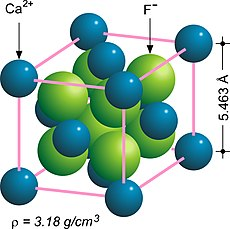 Ca²⁺ F⁻
5.463 Å
ρ = 3.18 g/cm³